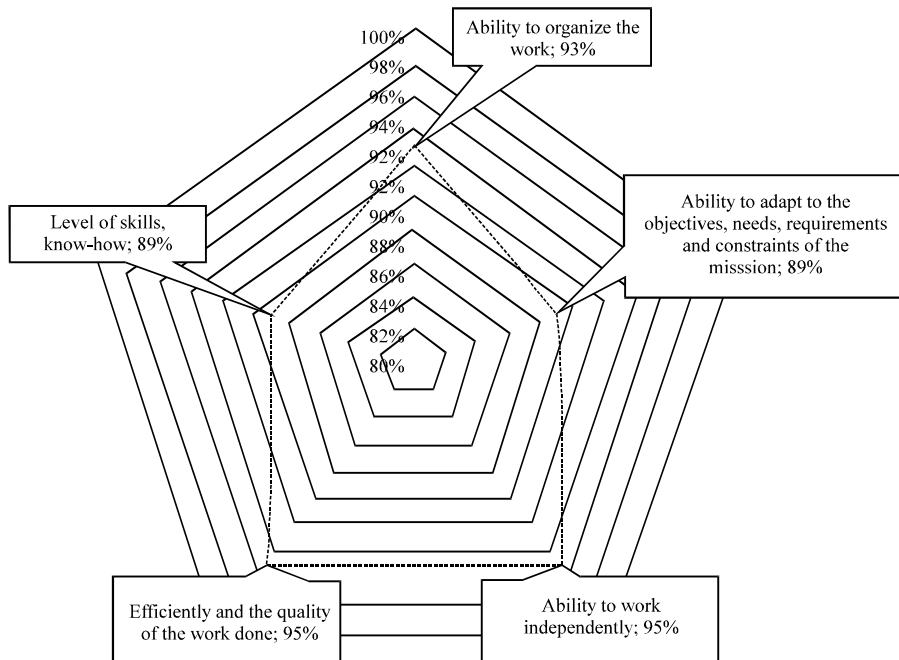 Ability to organize the
work; 93%
100%
98%
96%
94%
92%
92%
90%
88%
86%
84%
82%
80%
Level of skills,
know-how; 89%
Ability to adapt to the
objectives, needs, requirements
and constraints of the
misssion; 89%
Efficiently and the quality
of the work done; 95%
Ability to work
independently; 95%